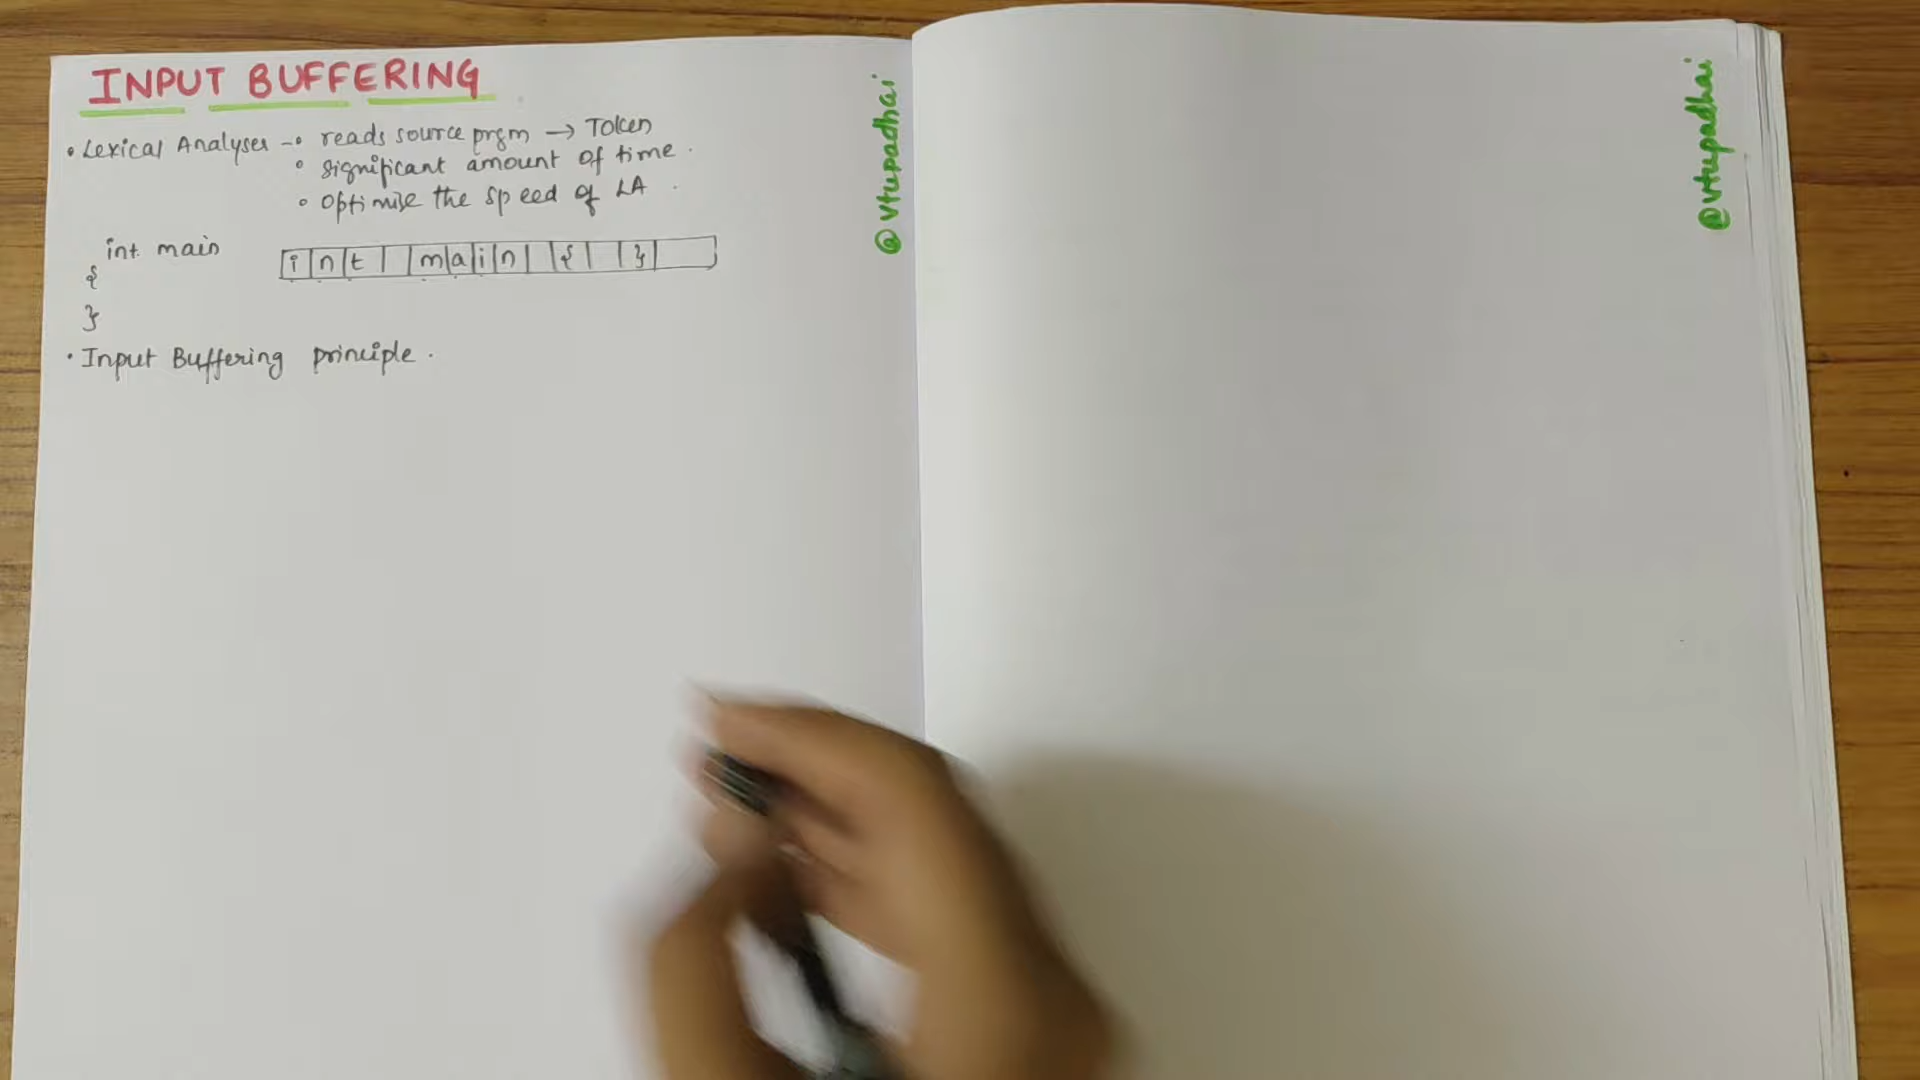 INPUT BUFFERING
• Lexical Analyser - ∘ reads source prgm → Token
∘ significant amount of time.
∘ optimise the speed of LA.
int main
{
}
i n t m a i n { }
• Input Buffering principle.
@vtupadhai
@vtupadhai